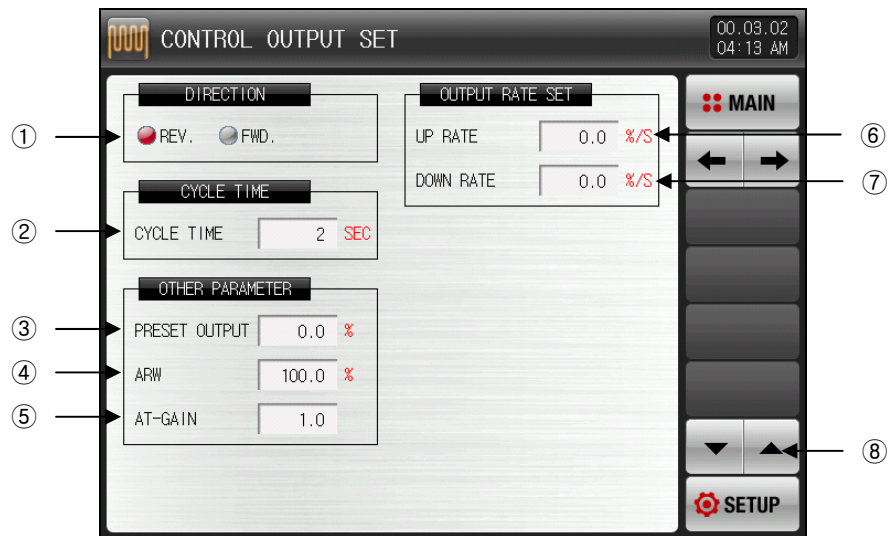 CONTROL OUTPUT SET
00.03.02
04:13 AM
DIRECTION
① REV. FWD.
CYCLE TIME
② CYCLE TIME 2 SEC
OTHER PARAMETER
③ PRESET OUTPUT 0.0 %
④ ARW 100.0 %
⑤ AT-GAIN 1.0
OUTPUT RATE SET
UP RATE 0.0 %/S ⑥
DOWN RATE 0.0 %/S ⑦
MAIN
⑧
SETUP